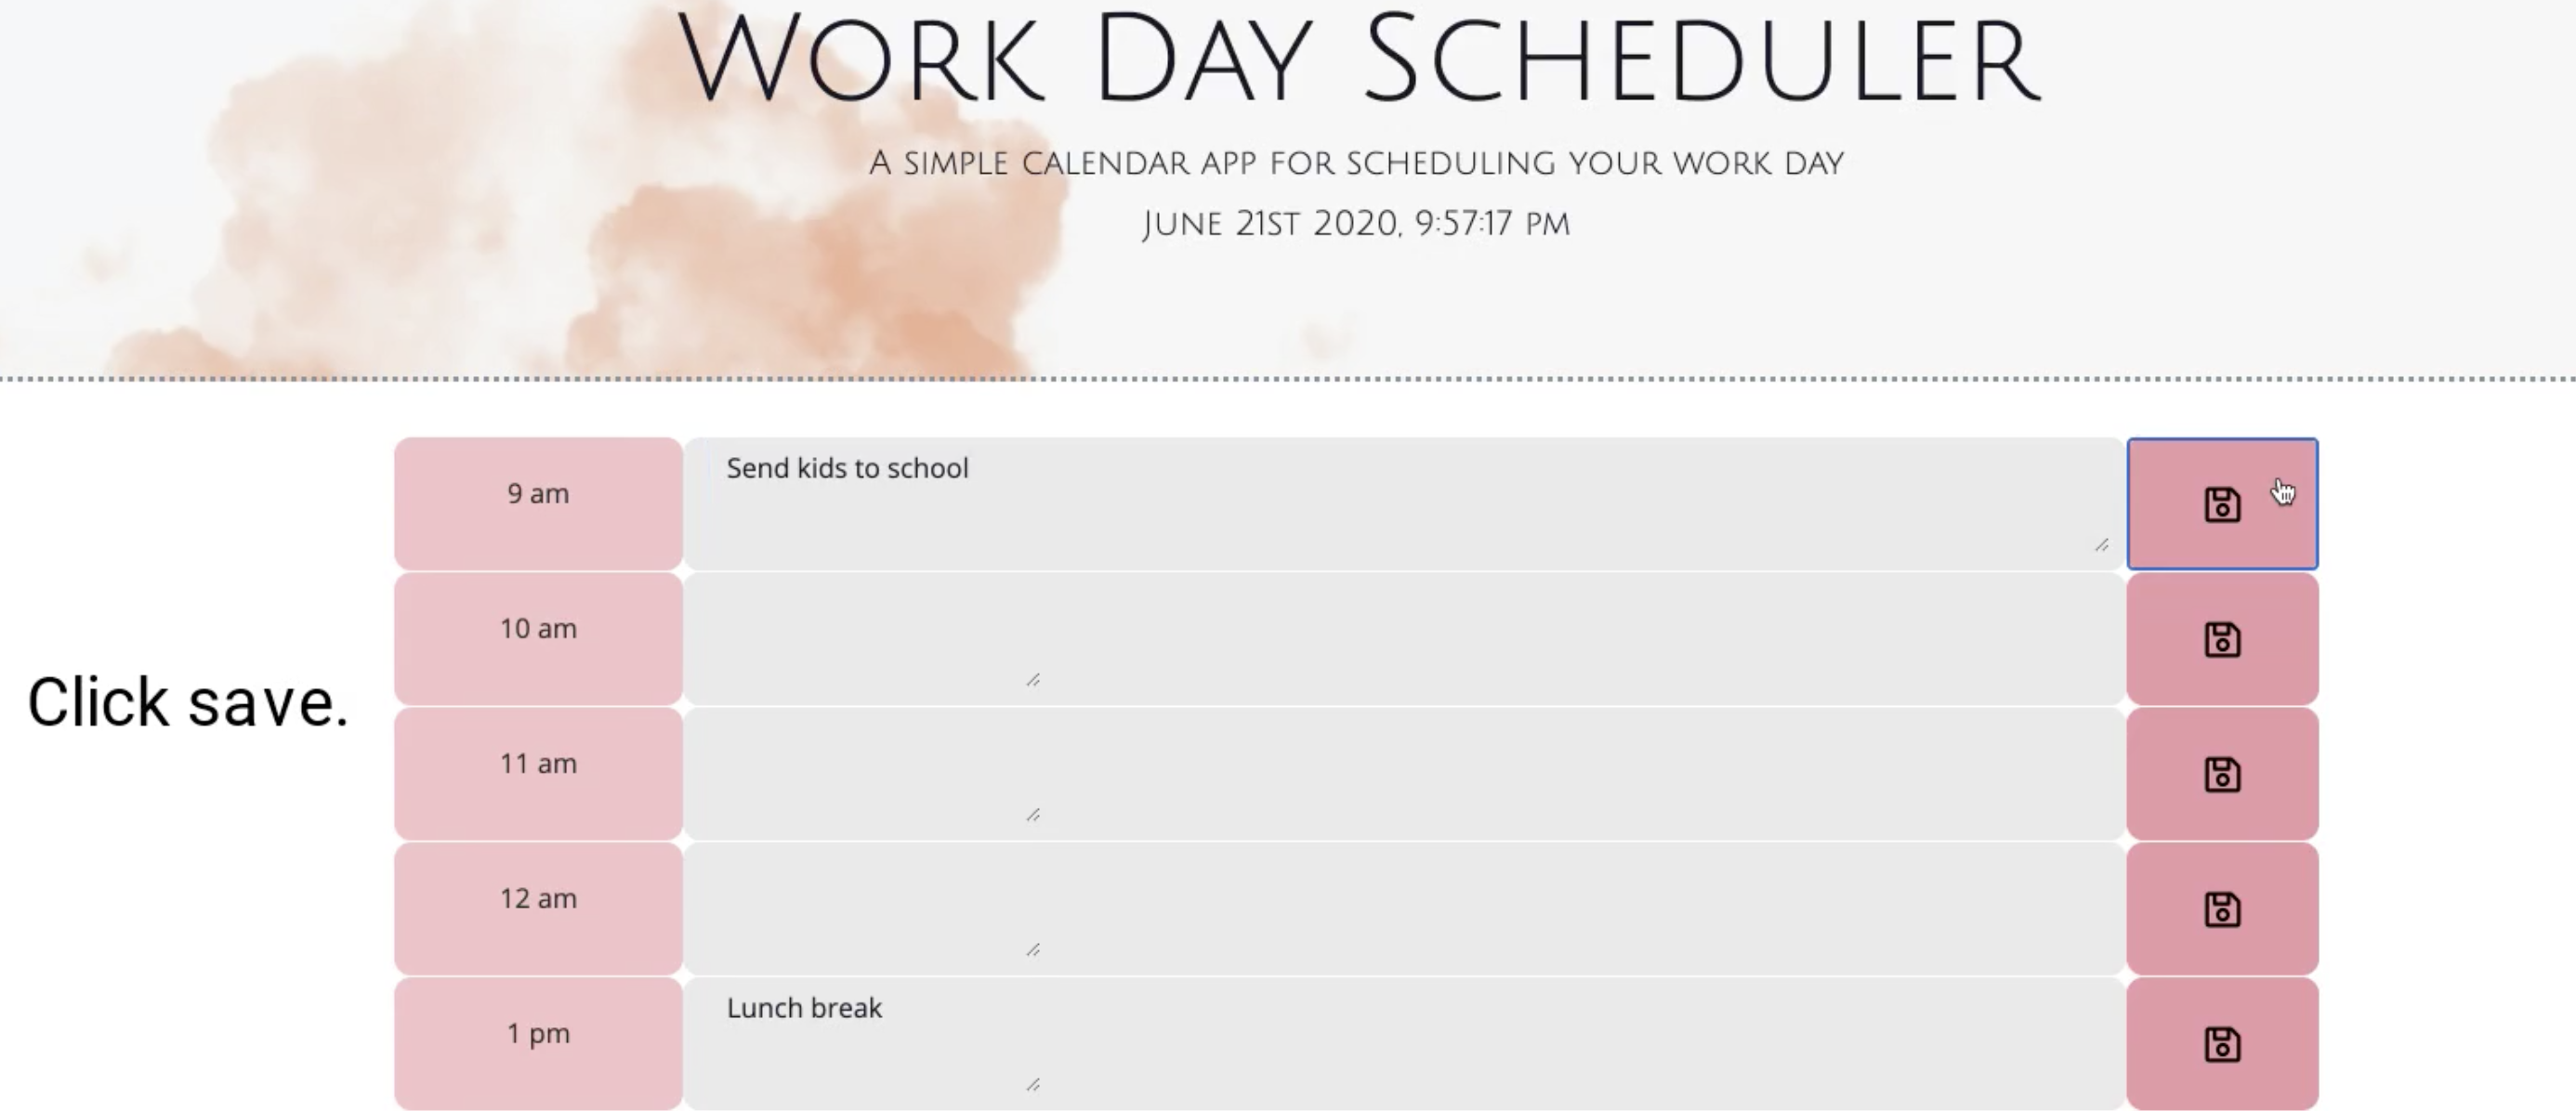 Work Day Scheduler
A simple calendar app for scheduling your work day
June 21st 2020, 9:57:17 pm
9 am
Send kids to school
10 am
Click save.
11 am
12 am
1 pm
Lunch break